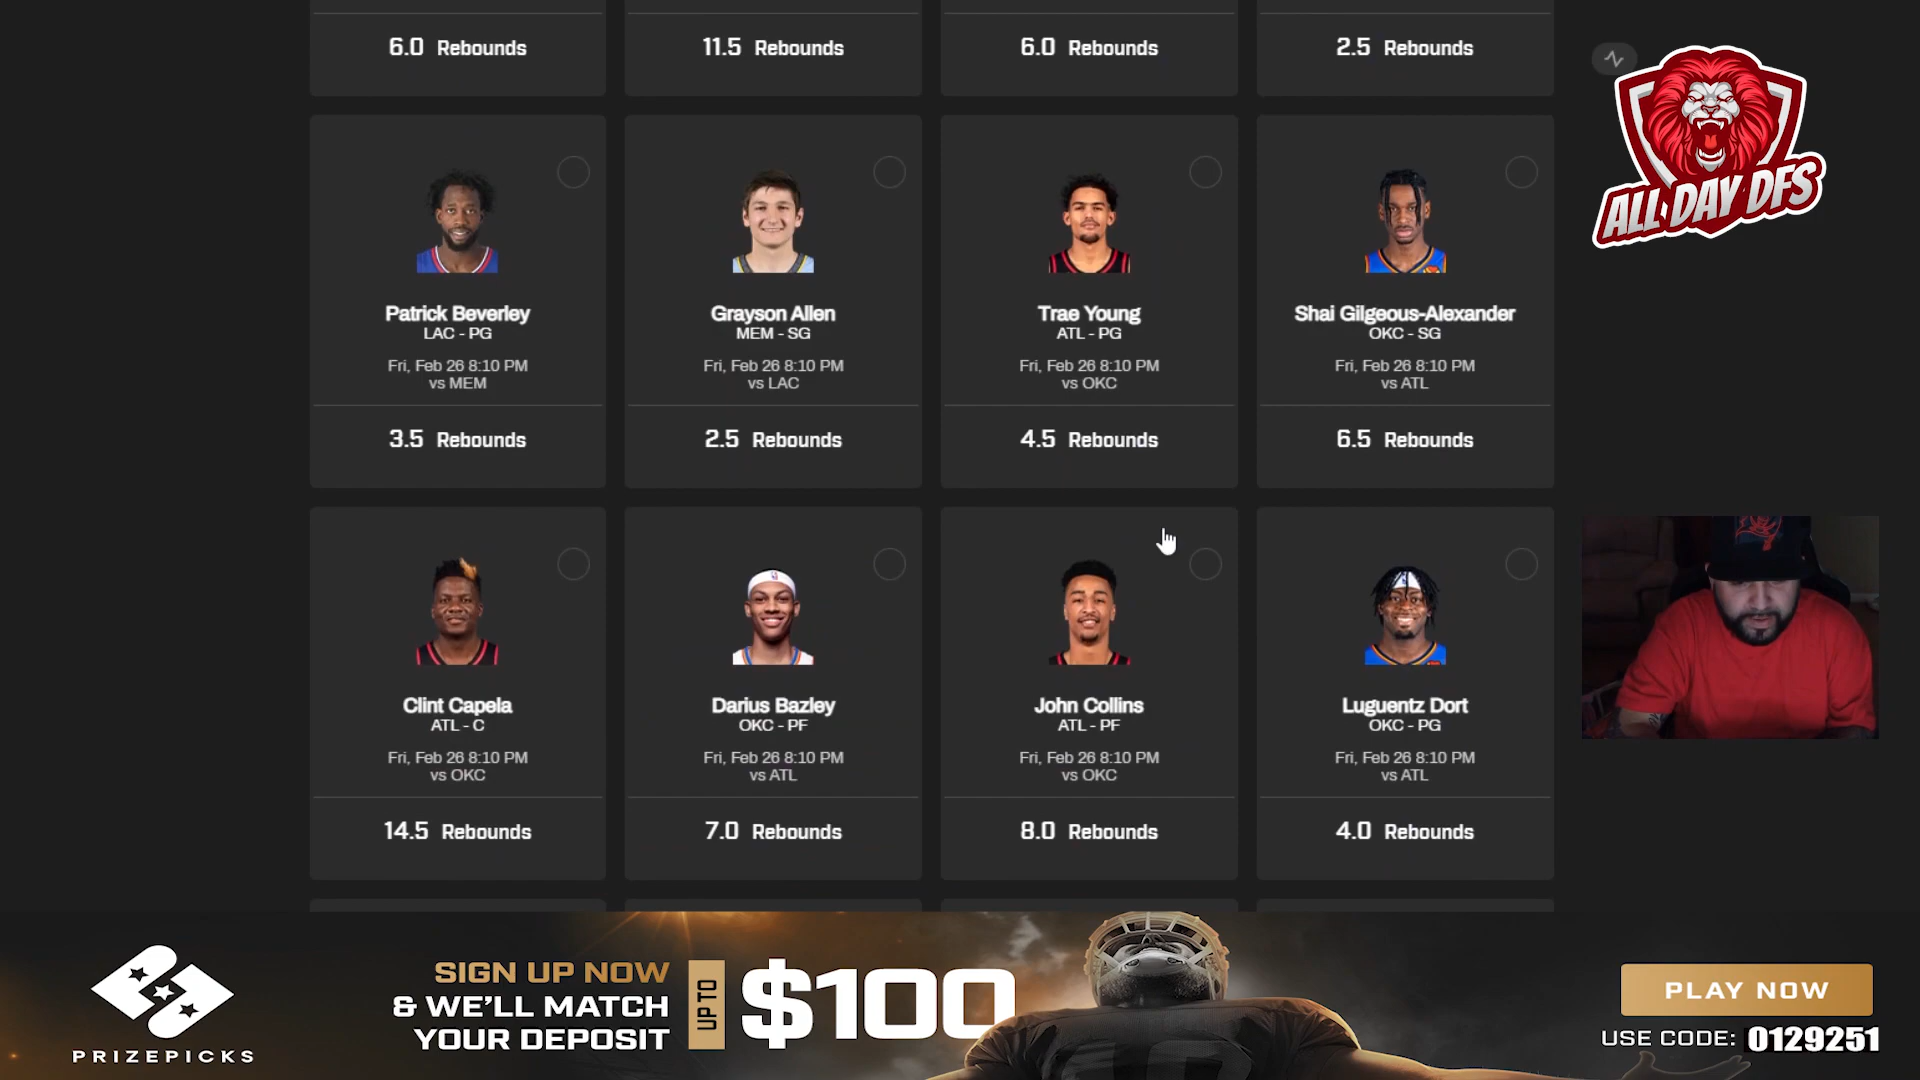 6.0 Rebounds
11.5 Rebounds
6.0 Rebounds
2.5 Rebounds
ALL DAY DFS
Patrick Beverley
LAC - PG
Fri, Feb 26 8:10 PM
vs MEM
3.5 Rebounds
Grayson Allen
MEM - SG
Fri, Feb 26 8:10 PM
vs LAC
2.5 Rebounds
Trae Young
ATL - PG
Fri, Feb 26 8:10 PM
vs OKC
4.5 Rebounds
Shai Gilgeous-Alexander
OKC - SG
Fri, Feb 26 8:10 PM
vs ATL
6.5 Rebounds
Clint Capela
ATL - C
Fri, Feb 26 8:10 PM
vs OKC
14.5 Rebounds
Darius Bazley
OKC - PF
Fri, Feb 26 8:10 PM
vs ATL
7.0 Rebounds
John Collins
ATL - PF
Fri, Feb 26 8:10 PM
vs OKC
8.0 Rebounds
Luguentz Dort
OKC - PG
Fri, Feb 26 8:10 PM
vs ATL
4.0 Rebounds
PRIZEPICKS
SIGN UP NOW
& WE'LL MATCH
YOUR DEPOSIT
UP TO
$100
PLAY NOW
USE CODE: 0129251